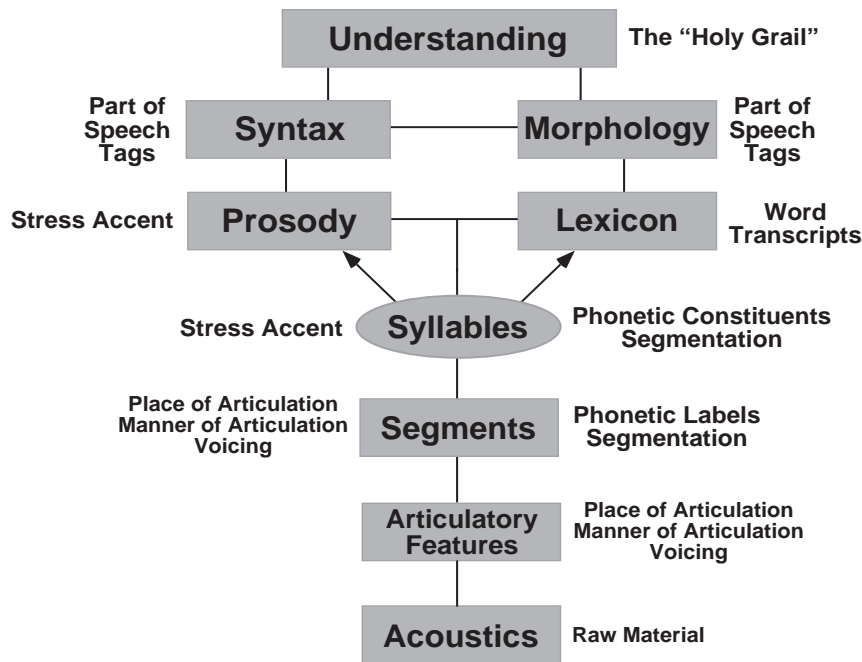 Understanding
The “Holy Grail”
Part of
Speech
Tags
Syntax
Morphology
Part of
Speech
Tags
Stress Accent
Prosody
Lexicon
Word
Transcripts
Stress Accent
Syllables
Phonetic Constituents
Segmentation
Place of Articulation
Manner of Articulation
Voicing
Segments
Phonetic Labels
Segmentation
Articulatory
Features
Place of Articulation
Manner of Articulation
Voicing
Acoustics
Raw Material